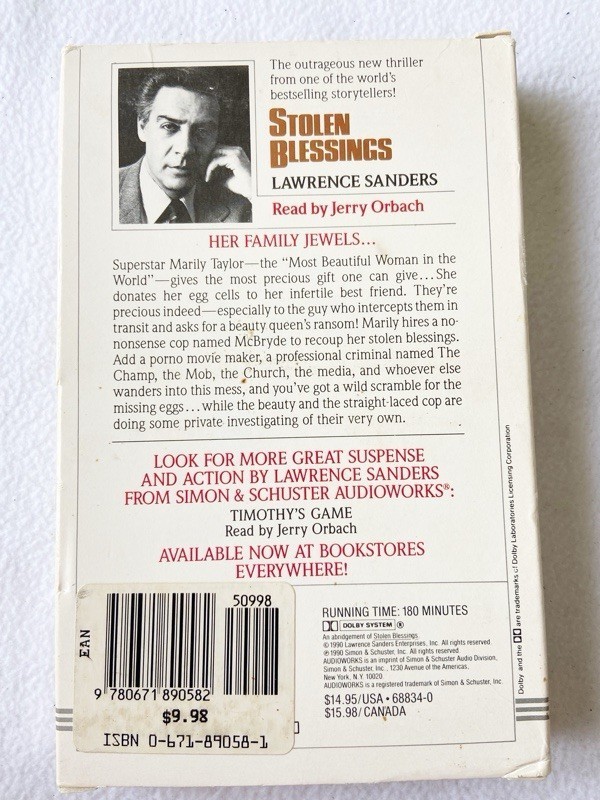 The outrageous new thriller
from one of the world's
bestselling storytellers!
STOLEN
BLESSINGS
LAWRENCE SANDERS
Read by Jerry Orbach
HER FAMILY JEWELS...
Superstar Marily Taylor—the "Most Beautiful Woman in the
World"—gives the most precious gift one can give...She
donates her egg cells to her infertile best friend. They're
precious indeed—especially to the guy who intercepts them in
transit and asks for a beauty queen's ransom! Marily hires a no-
nonsense cop named McBryde to recoup her stolen blessings.
Add a porno movie maker, a professional criminal named The
Champ, the Mob, the Church, the media, and whoever else
wanders into this mess, and you've got a wild scramble for the
missing eggs...while the beauty and the straight-laced cop are
doing some private investigating of their very own.
LOOK FOR MORE GREAT SUSPENSE
AND ACTION BY LAWRENCE SANDERS
FROM SIMON & SCHUSTER AUDIOWORKS®:
TIMOTHY'S GAME
Read by Jerry Orbach
AVAILABLE NOW AT BOOKSTORES
EVERYWHERE!
EAN
50998
9 780671 890582
$9.98
ISBN 0-671-89058-1
RUNNING TIME: 180 MINUTES
DOLBY SYSTEM ®
An abridgement of Stolen Blessings.
©1990 Lawrence Sanders Enterprises, Inc. All rights reserved.
℗1990 Simon & Schuster, Inc. All rights reserved.
AUDIOWORKS is an imprint of Simon & Schuster Audio Division,
Simon & Schuster, Inc., 1230 Avenue of the Americas,
New York, N.Y. 10020
AUDIOWORKS is a registered trademark of Simon & Schuster, Inc.
$14.95/USA • 68834-0
$15.98/CANADA
Dolby and the DD are trademarks of Dolby Laboratories Licensing Corporation